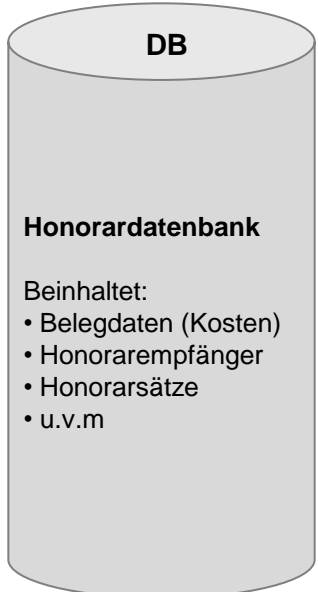 DB
Honorardatenbank
Beinhaltet:
• Belegdaten (Kosten)
• Honorarempfänger
• Honorarsätze
• u.v.m